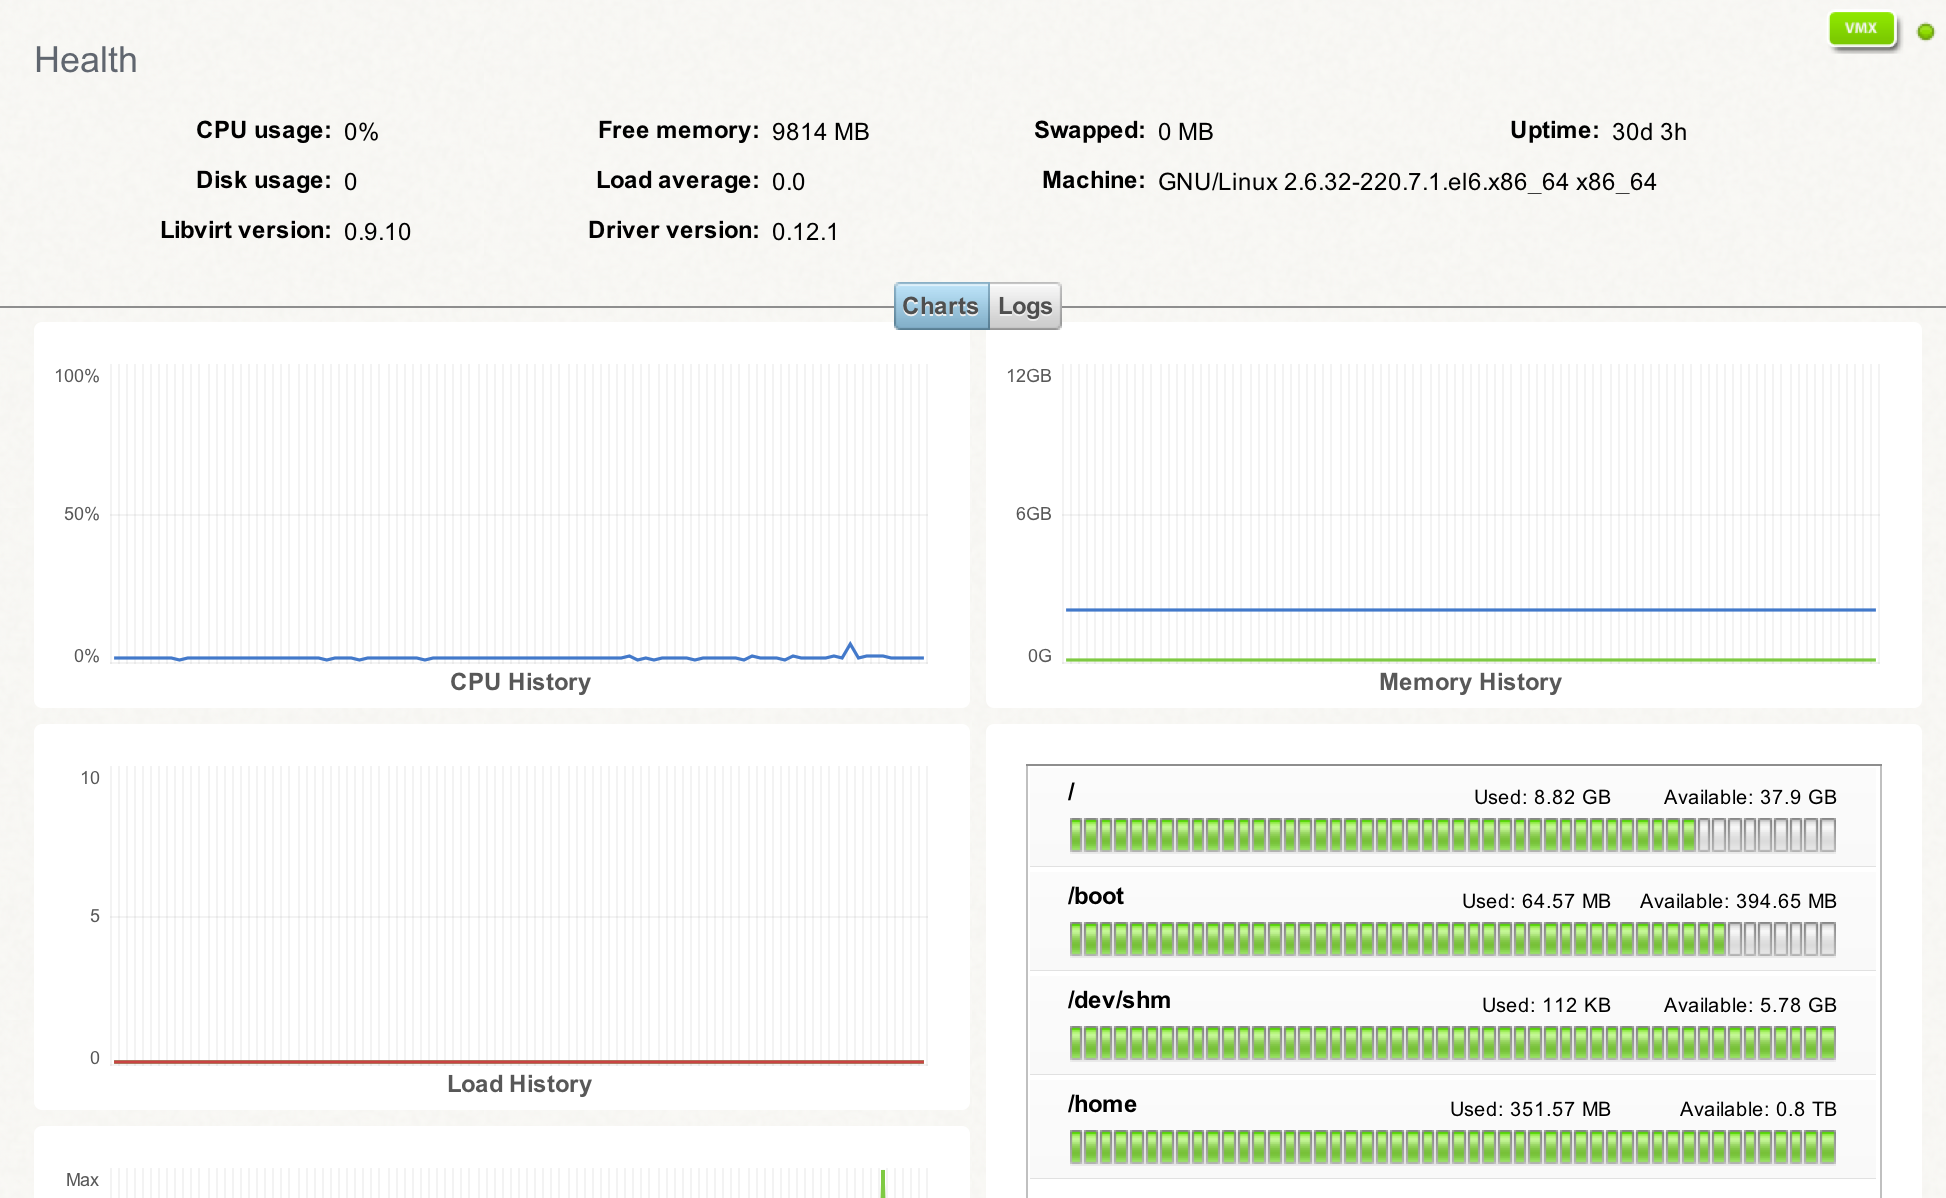 VMX
Health
CPU usage: 0% Free memory: 9814 MB Swapped: 0 MB Uptime: 30d 3h
Disk usage: 0 Load average: 0.0 Machine: GNU/Linux 2.6.32-220.7.1.el6.x86_64 x86_64
Libvirt version: 0.9.10 Driver version: 0.12.1
Charts Logs
100%
50%
0%
CPU History
12GB
6GB
0G
Memory History
10
5
0
Load History
/ Used: 8.82 GB Available: 37.9 GB
/boot Used: 64.57 MB Available: 394.65 MB
/dev/shm Used: 112 KB Available: 5.78 GB
/home Used: 351.57 MB Available: 0.8 TB
Max